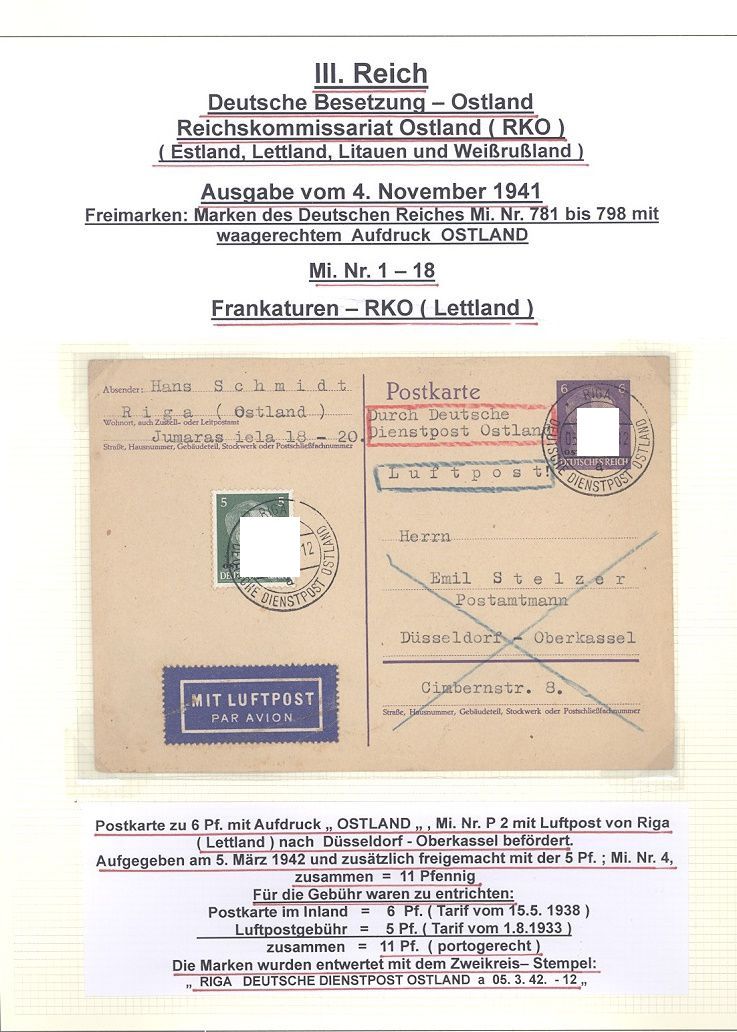 III. Reich
Deutsche Besetzung – Ostland
Reichskommissariat Ostland ( RKO )
( Estland, Lettland, Litauen und Weißrußland )
Ausgabe vom 4. November 1941
Freimarken: Marken des Deutschen Reiches Mi. Nr. 781 bis 798 mit
waagerechtem Aufdruck OSTLAND
Mi. Nr. 1 – 18
Frankaturen – RKO ( Lettland )
Absender: Hans S c h m i d t
R i g a ( Ostland )
Wohnort, auch Zustell- oder Leitpostamt
Jumaras iela 18 - 20.
Straße, Hausnummer, Gebäudeteil, Stockwerk oder Postschließfachnummer
5 5
RIGA
12
a
DEUTSCHE DIENSTPOST OSTLAND
MIT LUFTPOST
PAR AVION
Postkarte
6 6
DEUTSCHES REICH
RIGA
a
DEUTSCHE DIENSTPOST OSTLAND
Durch Deutsche
Dienstpost Ostland
L u f t p o s t
Herrn
Emil S t e l z e r
Postamtmann
Düsseldorf - Oberkassel
Cimbernstr. 8.
Straße, Hausnummer, Gebäudeteil, Stockwerk oder Postschließfachnummer
Postkarte zu 6 Pf. mit Aufdruck „ OSTLAND „ , Mi. Nr. P 2 mit Luftpost von Riga
( Lettland ) nach Düsseldorf - Oberkassel befördert.
Aufgegeben am 5. März 1942 und zusätzlich freigemacht mit der 5 Pf. ; Mi. Nr. 4,
zusammen = 11 Pfennig
Für die Gebühr waren zu entrichten:
Postkarte im Inland = 6 Pf. ( Tarif vom 15.5. 1938 )
Luftpostgebühr = 5 Pf. ( Tarif vom 1.8.1933 )
zusammen = 11 Pf. ( portogerecht )
Die Marken wurden entwertet mit dem Zweikreis– Stempel:
„ RIGA DEUTSCHE DIENSTPOST OSTLAND a 05. 3. 42. - 12 „